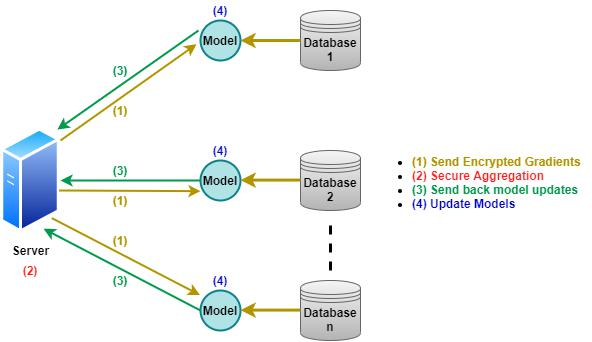 (4)
Model
Database
1
(3)
(1)
(4)
Model
Database
2
(3)
(1)
Server
(2)
(1)
(3)
(4)
Model
Database
n
(1) Send Encrypted Gradients
(2) Secure Aggregation
(3) Send back model updates
(4) Update Models